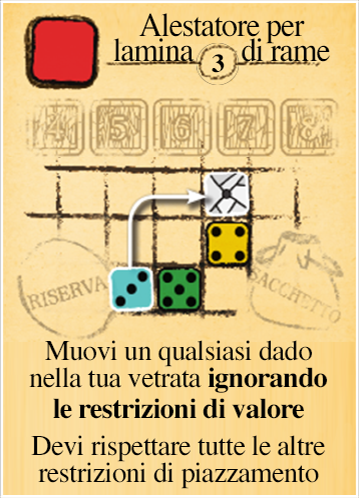 Alestatore per
lamina 3 di rame
4 5 6 7 8
RISERVA
SACCHETTO
Muovi un qualsiasi dado
nella tua vetrata ignorando
le restrizioni di valore
Devi rispettare tutte le altre
restrizioni di piazzamento